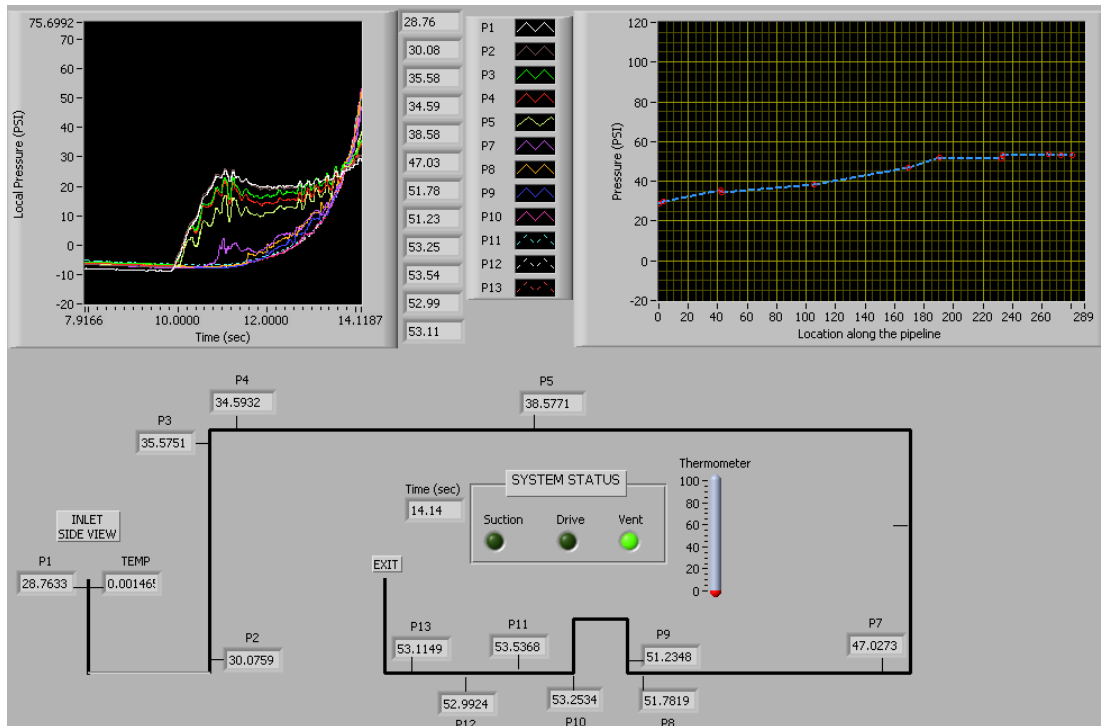 75.6992
70
60
50
40
30
20
10
0
-10
-20
7.9166 10.0000 12.0000 14.1187
Time (sec)
Local Pressure (PSI)
28.76
30.08
35.58
34.59
38.58
47.03
51.78
51.23
53.25
53.54
52.99
53.11
P1
P2
P3
P4
P5
P7
P8
P9
P10
P11
P12
P13
Pressure (PSI)
120
100
80
60
40
20
0
-20
0 20 40 60 80 100 120 140 160 180 200 220 240 260 289
Location along the pipeline
P4
34.5932
P5
38.5771
P3
35.5751
Thermometer
100
80
60
40
20
0
SYSTEM STATUS
Time (sec)
14.14
Suction Drive Vent
INLET
SIDE VIEW
EXIT
P1 TEMP
28.7633 0.001465
P2
30.0759
P13
53.1149
P11
53.5368
P9
51.2348
P7
47.0273
52.9924
P12
53.2534
P10
51.7819
P8